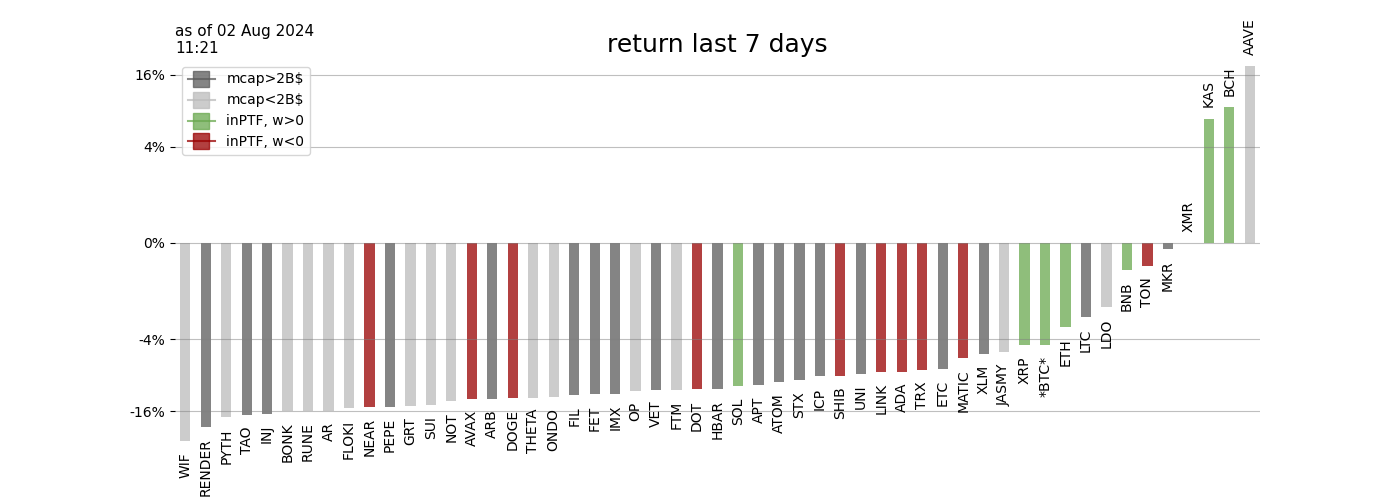 as of 02 Aug 2024
11:21
return last 7 days
mcap>2B$
mcap<2B$
inPTF, w>0
inPTF, w<0
16%
4%
0%
-4%
-16%
WIF
RENDER
PYTH
TAO
INJ
BONK
RUNE
AR
FLOKI
NEAR
PEPE
GRT
SUI
NOT
AVAX
ARB
DOGE
THETA
ONDO
FIL
FET
IMX
OP
VET
FTM
DOT
HBAR
SOL
APT
ATOM
STX
ICP
SHIB
UNI
LINK
ADA
TRX
ETC
MATIC
XLM
JASMY
XRP
*BTC*
ETH
LTC
LDO
BNB
TON
MKR
XMR
KAS
BCH
AAVE